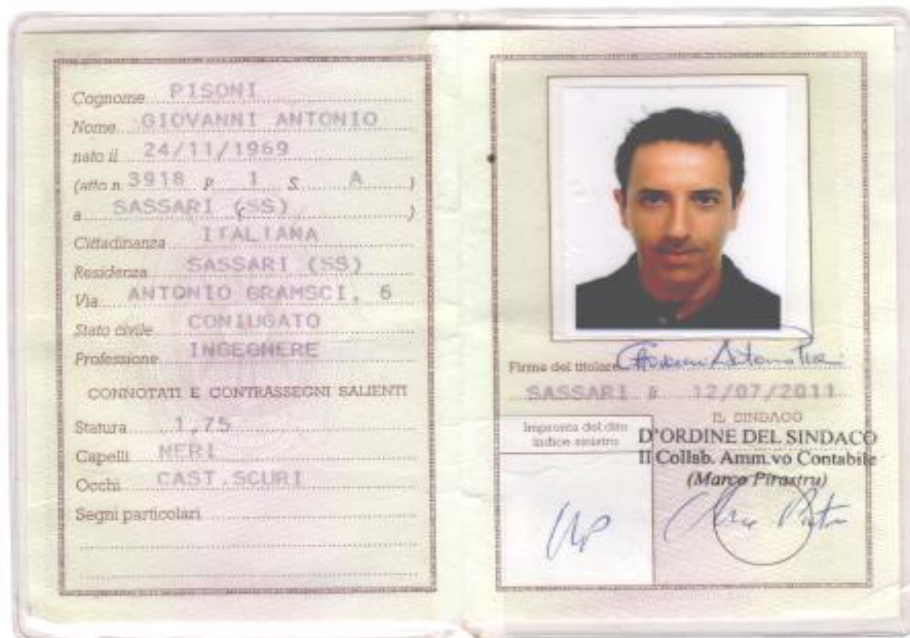 Cognome PISONI
Nome GIOVANNI ANTONIO
nato il 24/11/1969
(atto n. 3918 P. 1 S. A )
a SASSARI (SS) )
Cittadinanza ITALIANA
Residenza SASSARI (SS)
Via ANTONIO GRAMSCI, 6
Stato civile CONIUGATO
Professione INGEGNERE
CONNOTATI E CONTRASSEGNI SALIENTI
Statura 1,75
Capelli NERI
Occhi CAST.SCURI
Segni particolari
Firma del titolare Giovanni Antonio
SASSARI li 12/07/2011
IL SINDACO
Impronta del dito
indice sinistro
D'ORDINE DEL SINDACO
Il Collab. Amm.vo Contabile
(Marco Pirastru)